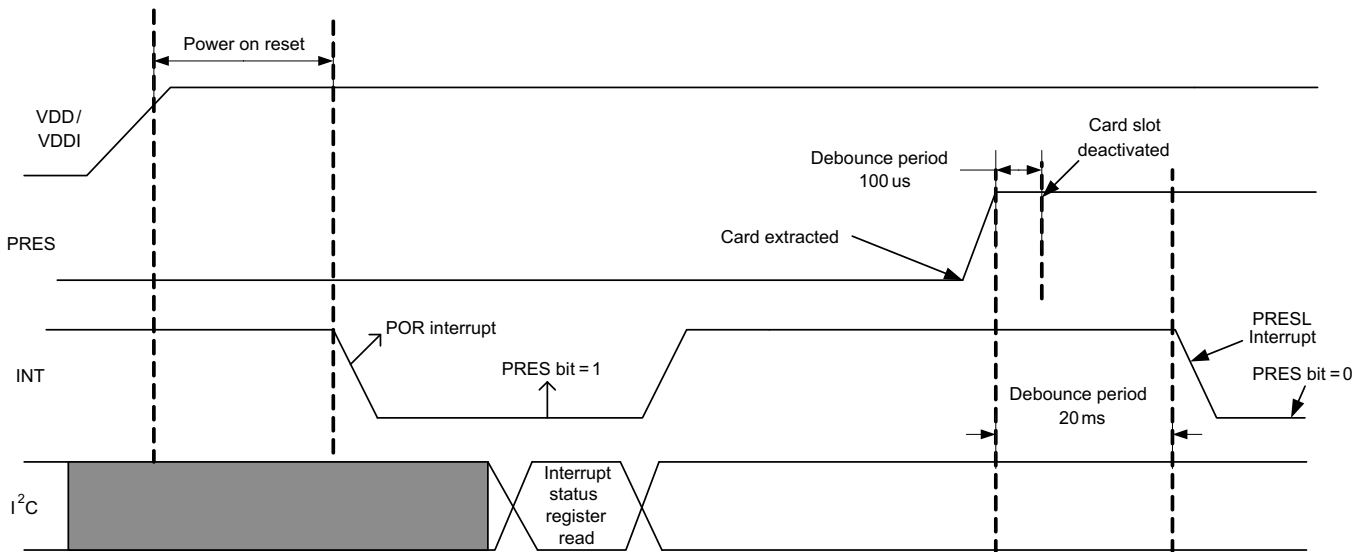 Power on reset
VDD/
VDDI
Card slot
deactivated
Debounce period
100 us
PRES
Card extracted
POR interrupt
PRESL
Interrupt
INT
PRES bit = 1
PRES bit = 0
Debounce period
20 ms
I²C
Interrupt
status
register
read